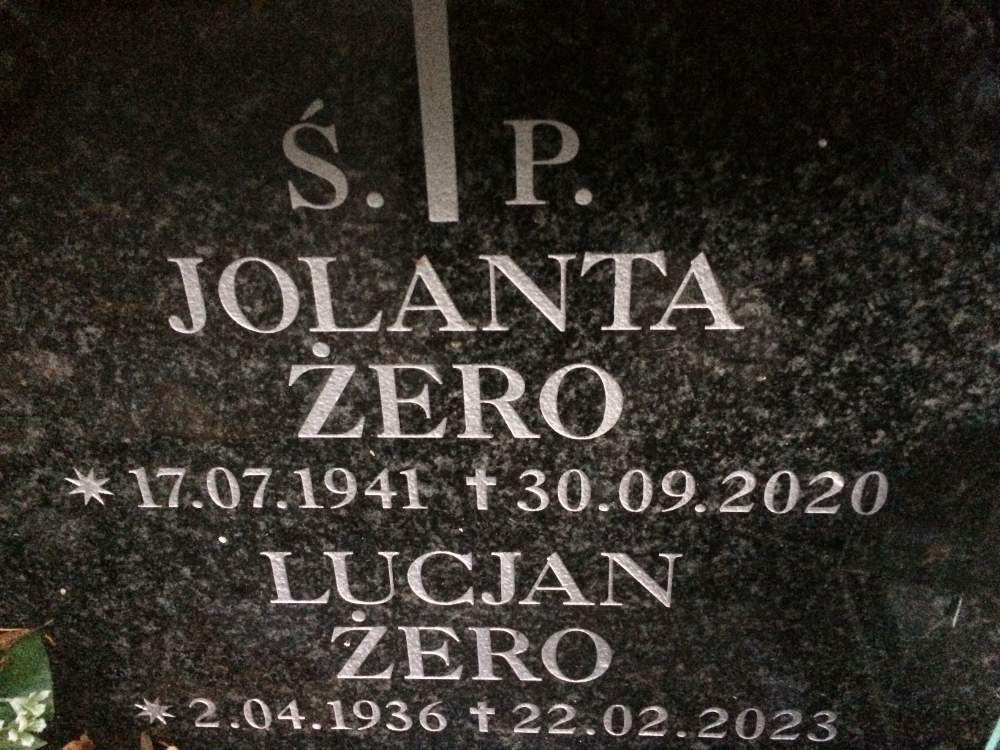 Ś. P.
JOLANTA
ŻERO
* 17.07.1941 † 30.09.2020
LUCJAN
ŻERO
* 2.04.1936 † 22.02.2023